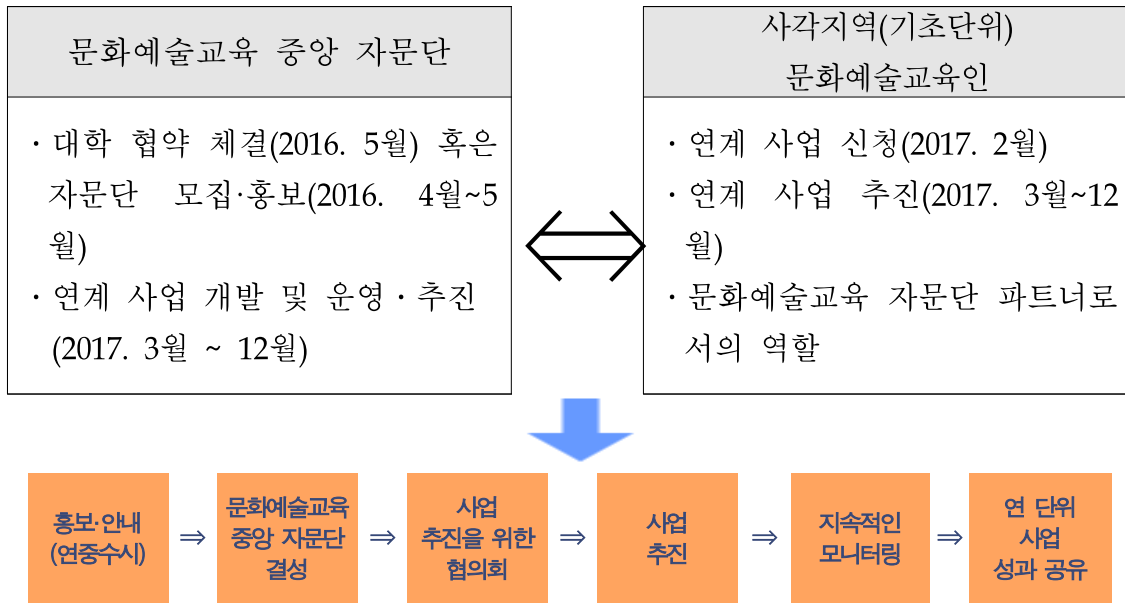 문화예술교육 중앙 자문단
· 대학 협약 체결(2016. 5월) 혹은
자문단 모집·홍보(2016. 4월~5
월)
· 연계 사업 개발 및 운영·추진
(2017. 3월 ~ 12월)
사각지역(기초단위)
문화예술교육인
· 연계 사업 신청(2017. 2월)
· 연계 사업 추진(2017. 3월~12
월)
· 문화예술교육 자문단 파트너로
서의 역할
홍보·안내
(연중수시)
⇒
문화예술교육
중앙 자문단
결성
⇒
사업
추진을 위한
협의회
⇒
사업
추진
⇒
지속적인
모니터링
⇒
연 단위
사업
성과 공유